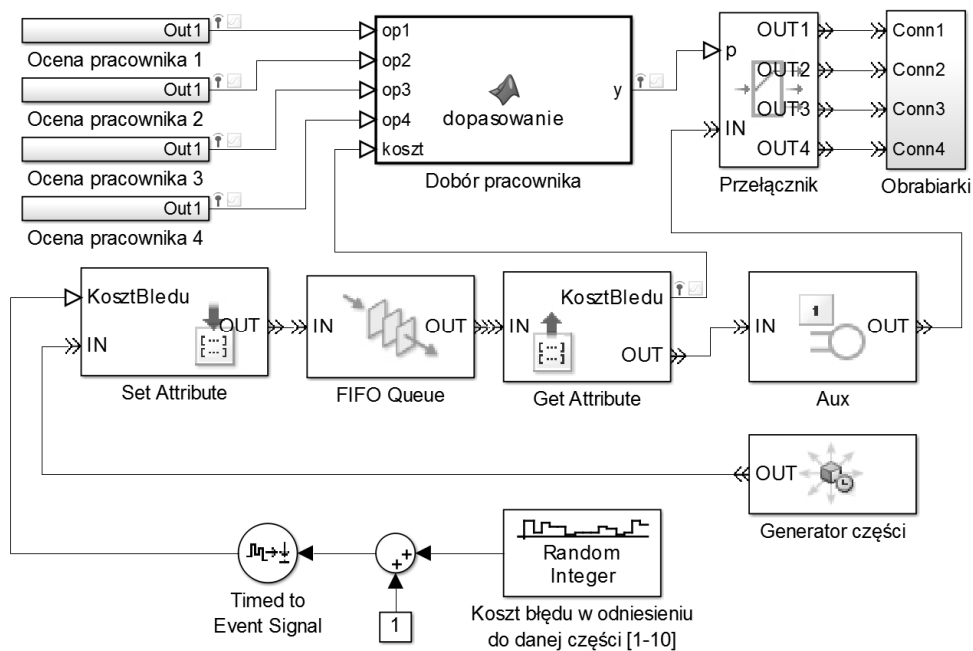 Out1
Ocena pracownika 1
Out1
Ocena pracownika 2
Out1
Ocena pracownika 3
Out1
Ocena pracownika 4
op1
op2
op3
op4
koszt
y
dopasowanie
Dobór pracownika
p
IN
OUT1
OUT2
OUT3
OUT4
Przełącznik
Conn1
Conn2
Conn3
Conn4
Obrabiarki
KosztBledu
IN
OUT
[...]
[...]
Set Attribute
IN
OUT
FIFO Queue
IN
KosztBledu
OUT
[...]
[...]
Get Attribute
IN
1
OUT
Aux
OUT
Generator części
Random
Integer
Koszt błędu w odniesieniu
do danej części [1-10]
+
+
1
Timed to
Event Signal